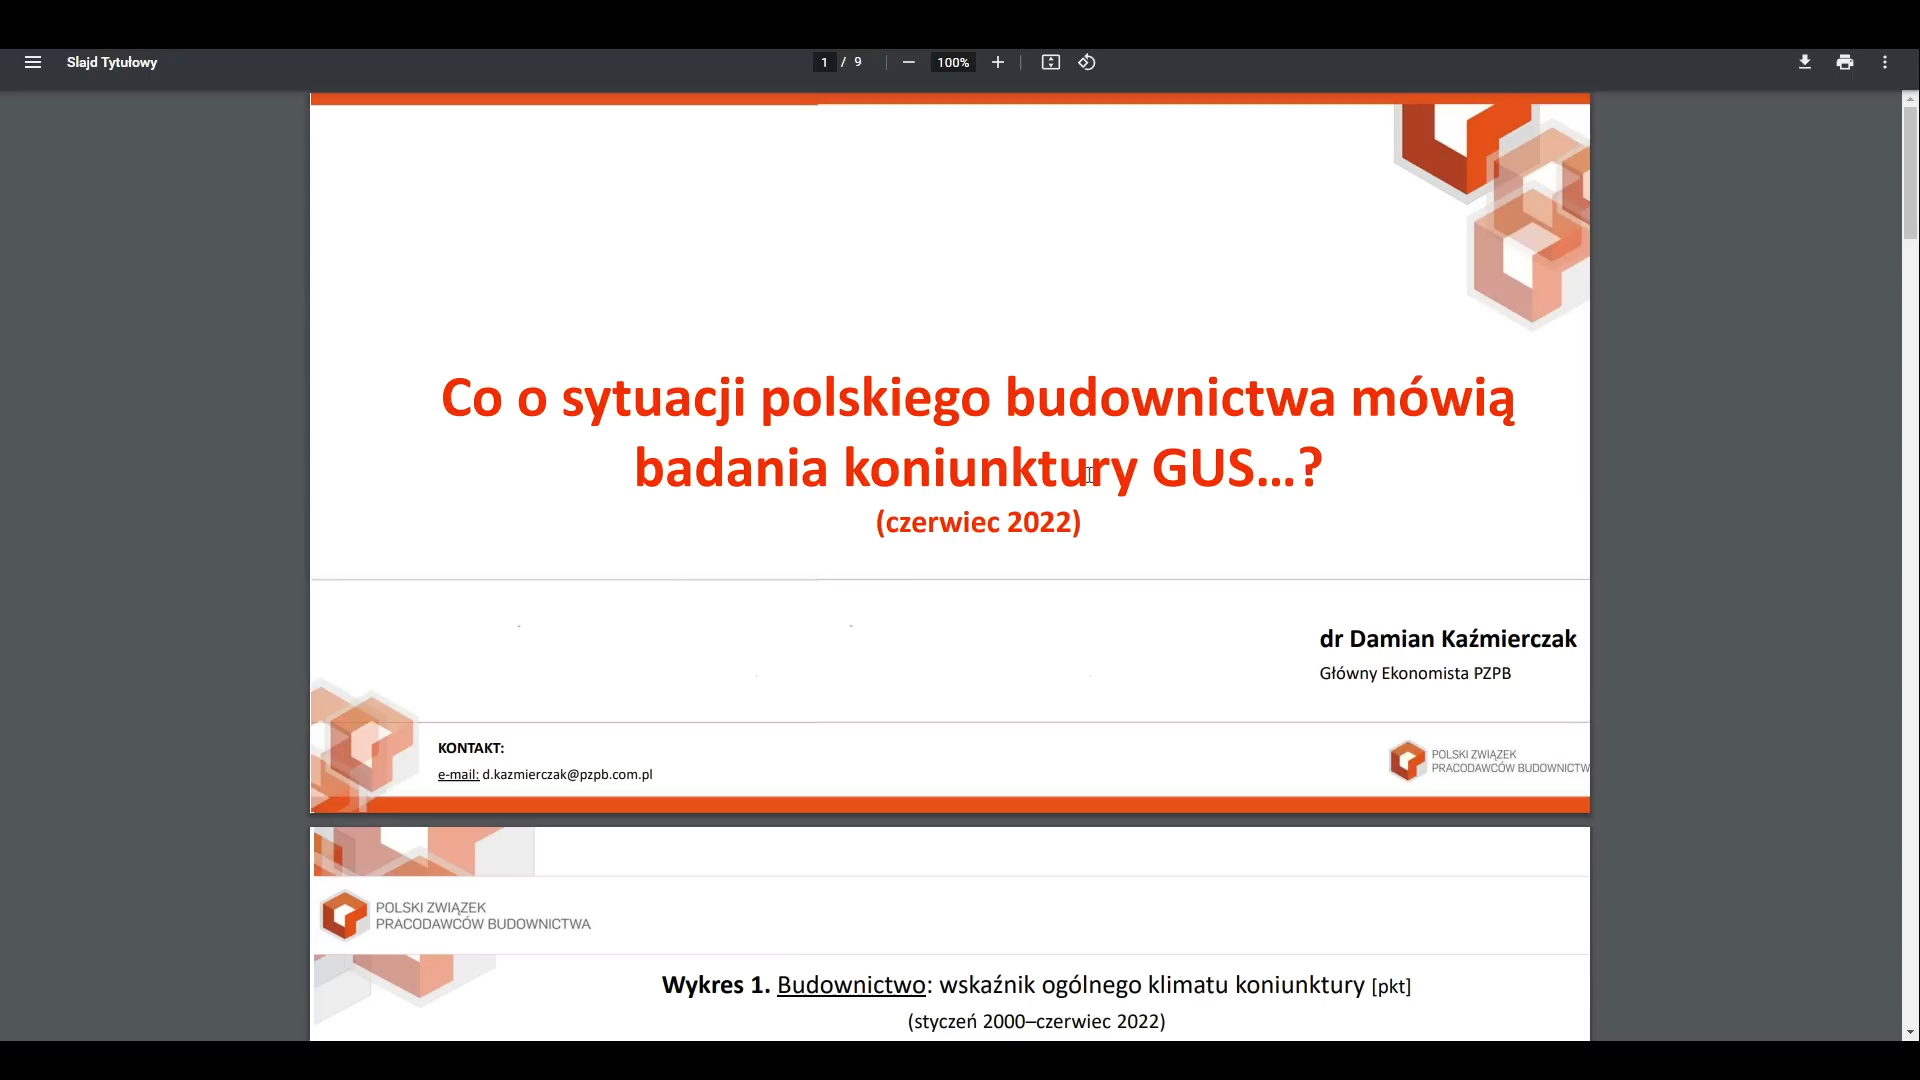 Slajd Tytułowy
1 / 9
100%
Co o sytuacji polskiego budownictwa mówią
badania koniunktury GUS...?
(czerwiec 2022)
dr Damian Kaźmierczak
Główny Ekonomista PZPB
KONTAKT:
e-mail: d.kazmierczak@pzpb.com.pl
POLSKI ZWIĄZEK
PRACODAWCÓW BUDOWNICTW
POLSKI ZWIĄZEK
PRACODAWCÓW BUDOWNICTWA
Wykres 1. Budownictwo: wskaźnik ogólnego klimatu koniunktury [pkt]
(styczeń 2000–czerwiec 2022)